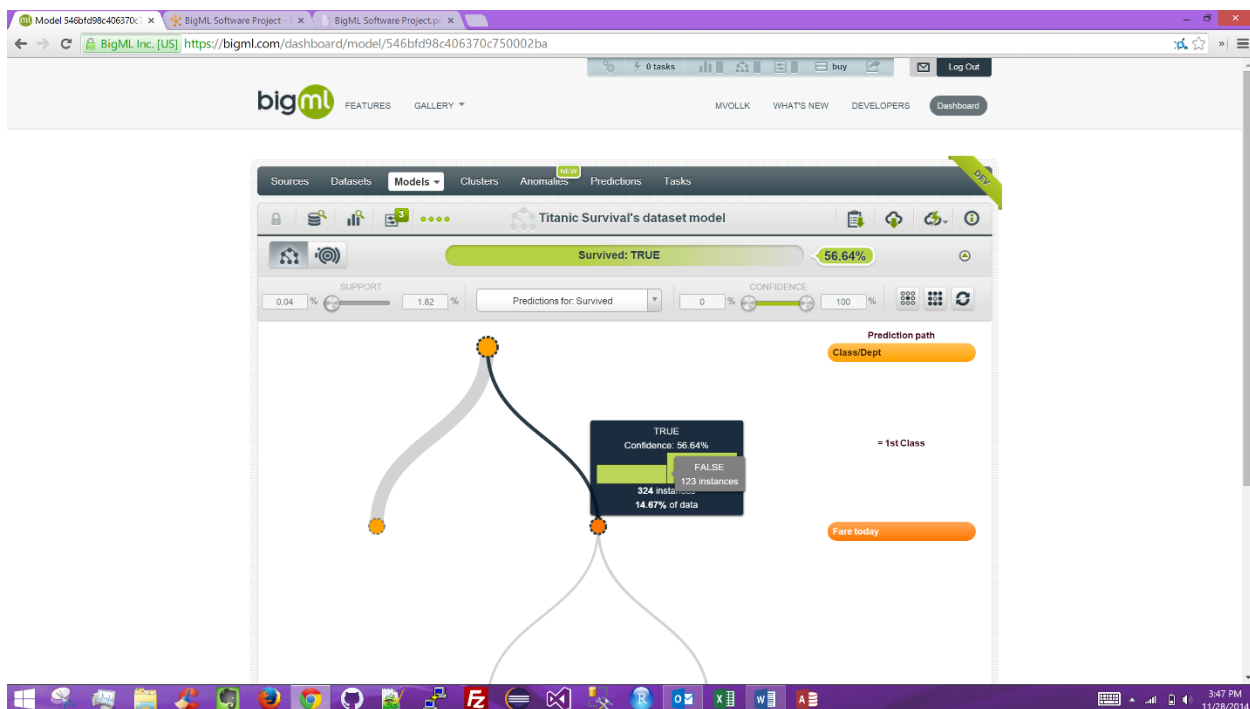 Model 546bfd98c406370c7
BigML Software Project -
BigML Software Project.pd
BigML Inc. [US] https://bigml.com/dashboard/model/546bfd98c406370c750002ba
0 tasks
buy
Log Out
bigml
FEATURES GALLERY
MVOLLK WHAT'S NEW DEVELOPERS Dashboard
NEW
DEV
Sources Datasets Models Clusters Anomalies Predictions Tasks
3
Titanic Survival's dataset model
Survived: TRUE
56.64%
SUPPORT
CONFIDENCE
0.04 % 1.82 %
Predictions for: Survived
0 % 100 %
Prediction path
Class/Dept
TRUE
Confidence: 56.64%
= 1st Class
FALSE
123 instances
324
14.67% of data
Fare today
3:47 PM
11/28/2014